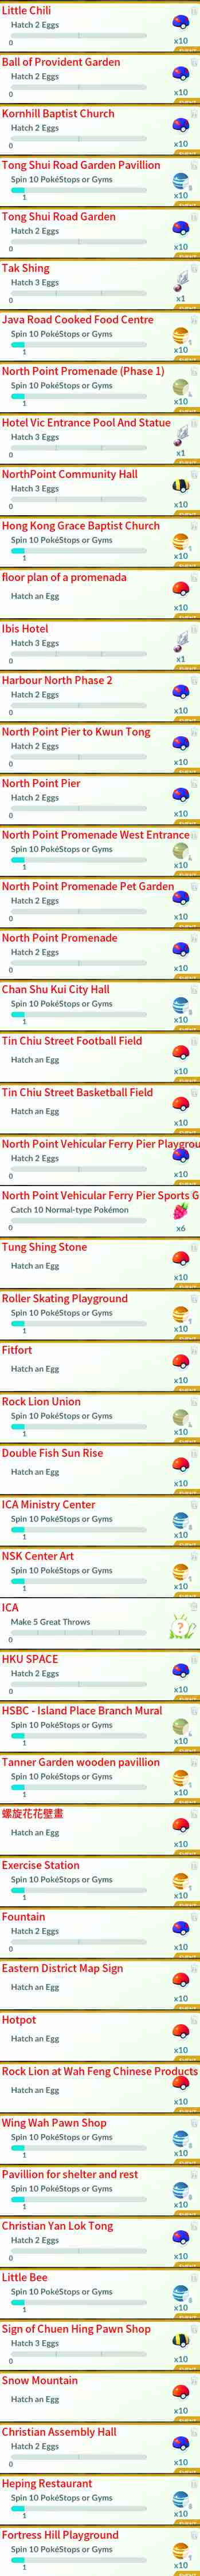 Little Chili
Hatch 2 Eggs
0
x10
Ball of Provident Garden
Hatch 2 Eggs
0
x10
Kornhill Baptist Church
Hatch 2 Eggs
0
x10
Tong Shui Road Garden Pavillion
Spin 10 PokéStops or Gyms
1
x10
Tong Shui Road Garden
Hatch 2 Eggs
0
x10
Tak Shing
Hatch 3 Eggs
0
x1
Java Road Cooked Food Centre
Spin 10 PokéStops or Gyms
1
x10
North Point Promenade (Phase 1)
Spin 10 PokéStops or Gyms
1
x10
Hotel Vic Entrance Pool And Statue
Hatch 3 Eggs
0
x1
NorthPoint Community Hall
Hatch 3 Eggs
0
x10
Hong Kong Grace Baptist Church
Spin 10 PokéStops or Gyms
1
x10
floor plan of a promenada
Hatch an Egg
x10
Ibis Hotel
Hatch 3 Eggs
0
x1
Harbour North Phase 2
Hatch 2 Eggs
0
x10
North Point Pier to Kwun Tong
Hatch 2 Eggs
0
x10
North Point Pier
Hatch 2 Eggs
0
x10
North Point Promenade West Entrance
Spin 10 PokéStops or Gyms
1
x10
North Point Promenade Pet Garden
Hatch 2 Eggs
0
x10
North Point Promenade
Hatch 2 Eggs
0
x10
Chan Shu Kui City Hall
Spin 10 PokéStops or Gyms
1
x10
Tin Chiu Street Football Field
Hatch an Egg
x10
Tin Chiu Street Basketball Field
Hatch an Egg
x10
North Point Vehicular Ferry Pier Playgrou
Hatch 2 Eggs
0
x10
North Point Vehicular Ferry Pier Sports G
Catch 10 Normal-type Pokémon
0
x6
Tung Shing Stone
Hatch an Egg
x10
Roller Skating Playground
Spin 10 PokéStops or Gyms
1
x10
Fitfort
Hatch an Egg
x10
Rock Lion Union
Spin 10 PokéStops or Gyms
1
x10
Double Fish Sun Rise
Hatch an Egg
x10
ICA Ministry Center
Spin 10 PokéStops or Gyms
1
x10
NSK Center Art
Spin 10 PokéStops or Gyms
1
x10
ICA
Make 5 Great Throws
0
?
HKU SPACE
Hatch 2 Eggs
0
x10
HSBC - Island Place Branch Mural
Spin 10 PokéStops or Gyms
1
x10
Tanner Garden wooden pavillion
Spin 10 PokéStops or Gyms
1
x10
螺旋花花壁畫
Hatch an Egg
x10
Exercise Station
Spin 10 PokéStops or Gyms
1
x10
Fountain
Hatch 2 Eggs
0
x10
Eastern District Map Sign
Hatch an Egg
x10
Hotpot
Hatch an Egg
x10
Rock Lion at Wah Feng Chinese Products
Hatch an Egg
x10
Wing Wah Pawn Shop
Spin 10 PokéStops or Gyms
1
x10
Pavillion for shelter and rest
Spin 10 PokéStops or Gyms
1
x10
Christian Yan Lok Tong
Hatch 2 Eggs
0
x10
Little Bee
Spin 10 PokéStops or Gyms
1
x10
Sign of Chuen Hing Pawn Shop
Hatch 3 Eggs
0
x10
Snow Mountain
Hatch an Egg
x10
Christian Assembly Hall
Hatch 2 Eggs
0
x10
Heping Restaurant
Spin 10 PokéStops or Gyms
1
x10
Fortress Hill Playground
Spin 10 PokéStops or Gyms
1
x10